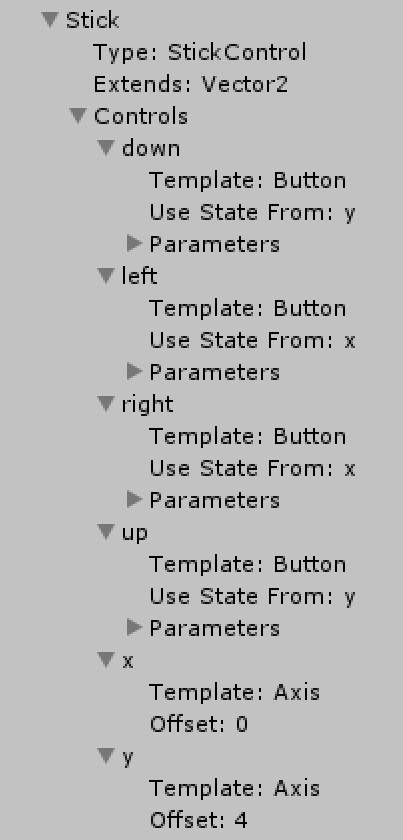 Stick
Type: StickControl
Extends: Vector2
Controls
down
Template: Button
Use State From: y
Parameters
left
Template: Button
Use State From: x
Parameters
right
Template: Button
Use State From: x
Parameters
up
Template: Button
Use State From: y
Parameters
x
Template: Axis
Offset: 0
y
Template: Axis
Offset: 4